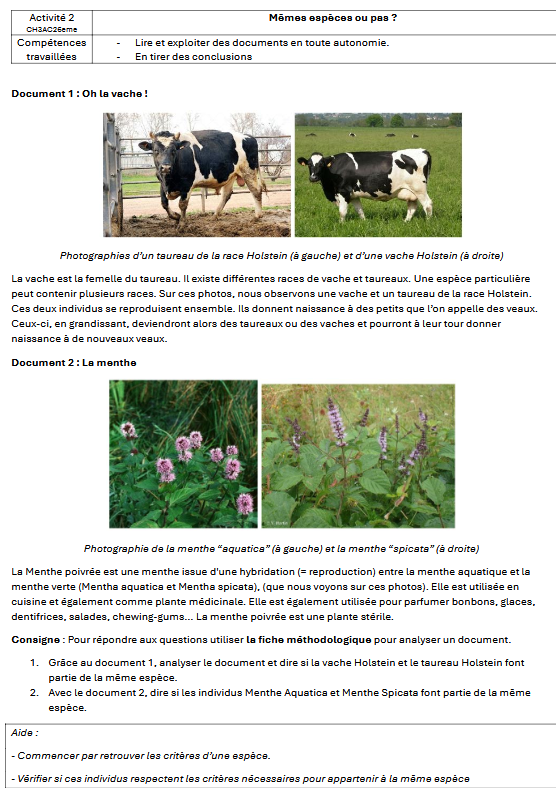 Activité 2
CH3AC26eme
Mêmes espèces ou pas ?
Compétences
travaillées
- Lire et exploiter des documents en toute autonomie.
- En tirer des conclusions
Document 1 : Oh la vache !
Photographies d'un taureau de la race Holstein (à gauche) et d'une vache Holstein (à droite)
La vache est la femelle du taureau. Il existe différentes races de vache et taureaux. Une espèce particulière
peut contenir plusieurs races. Sur ces photos, nous observons une vache et un taureau de la race Holstein.
Ces deux individus se reproduisent ensemble. Ils donnent naissance à des petits que l'on appelle des veaux.
Ceux-ci, en grandissant, deviendront alors des taureaux ou des vaches et pourront à leur tour donner
naissance à de nouveaux veaux.
Document 2 : La menthe
Photographie de la menthe "aquatica" (à gauche) et la menthe "spicata" (à droite)
La Menthe poivrée est une menthe issue d'une hybridation (= reproduction) entre la menthe aquatique et la
menthe verte (Mentha aquatica et Mentha spicata), (que nous voyons sur ces photos). Elle est utilisée en
cuisine et également comme plante médicinale. Elle est également utilisée pour parfumer bonbons, glaces,
dentifrices, salades, chewing-gums... La menthe poivrée est une plante stérile.
Consigne : Pour répondre aux questions utiliser la fiche méthodologique pour analyser un document.
1. Grâce au document 1, analyser le document et dire si la vache Holstein et le taureau Holstein font
partie de la même espèce.
2. Avec le document 2, dire si les individus Menthe Aquatica et Menthe Spicata font partie de la même
espèce.
Aide :
- Commencer par retrouver les critères d'une espèce.
- Vérifier si ces individus respectent les critères nécessaires pour appartenir à la même espèce